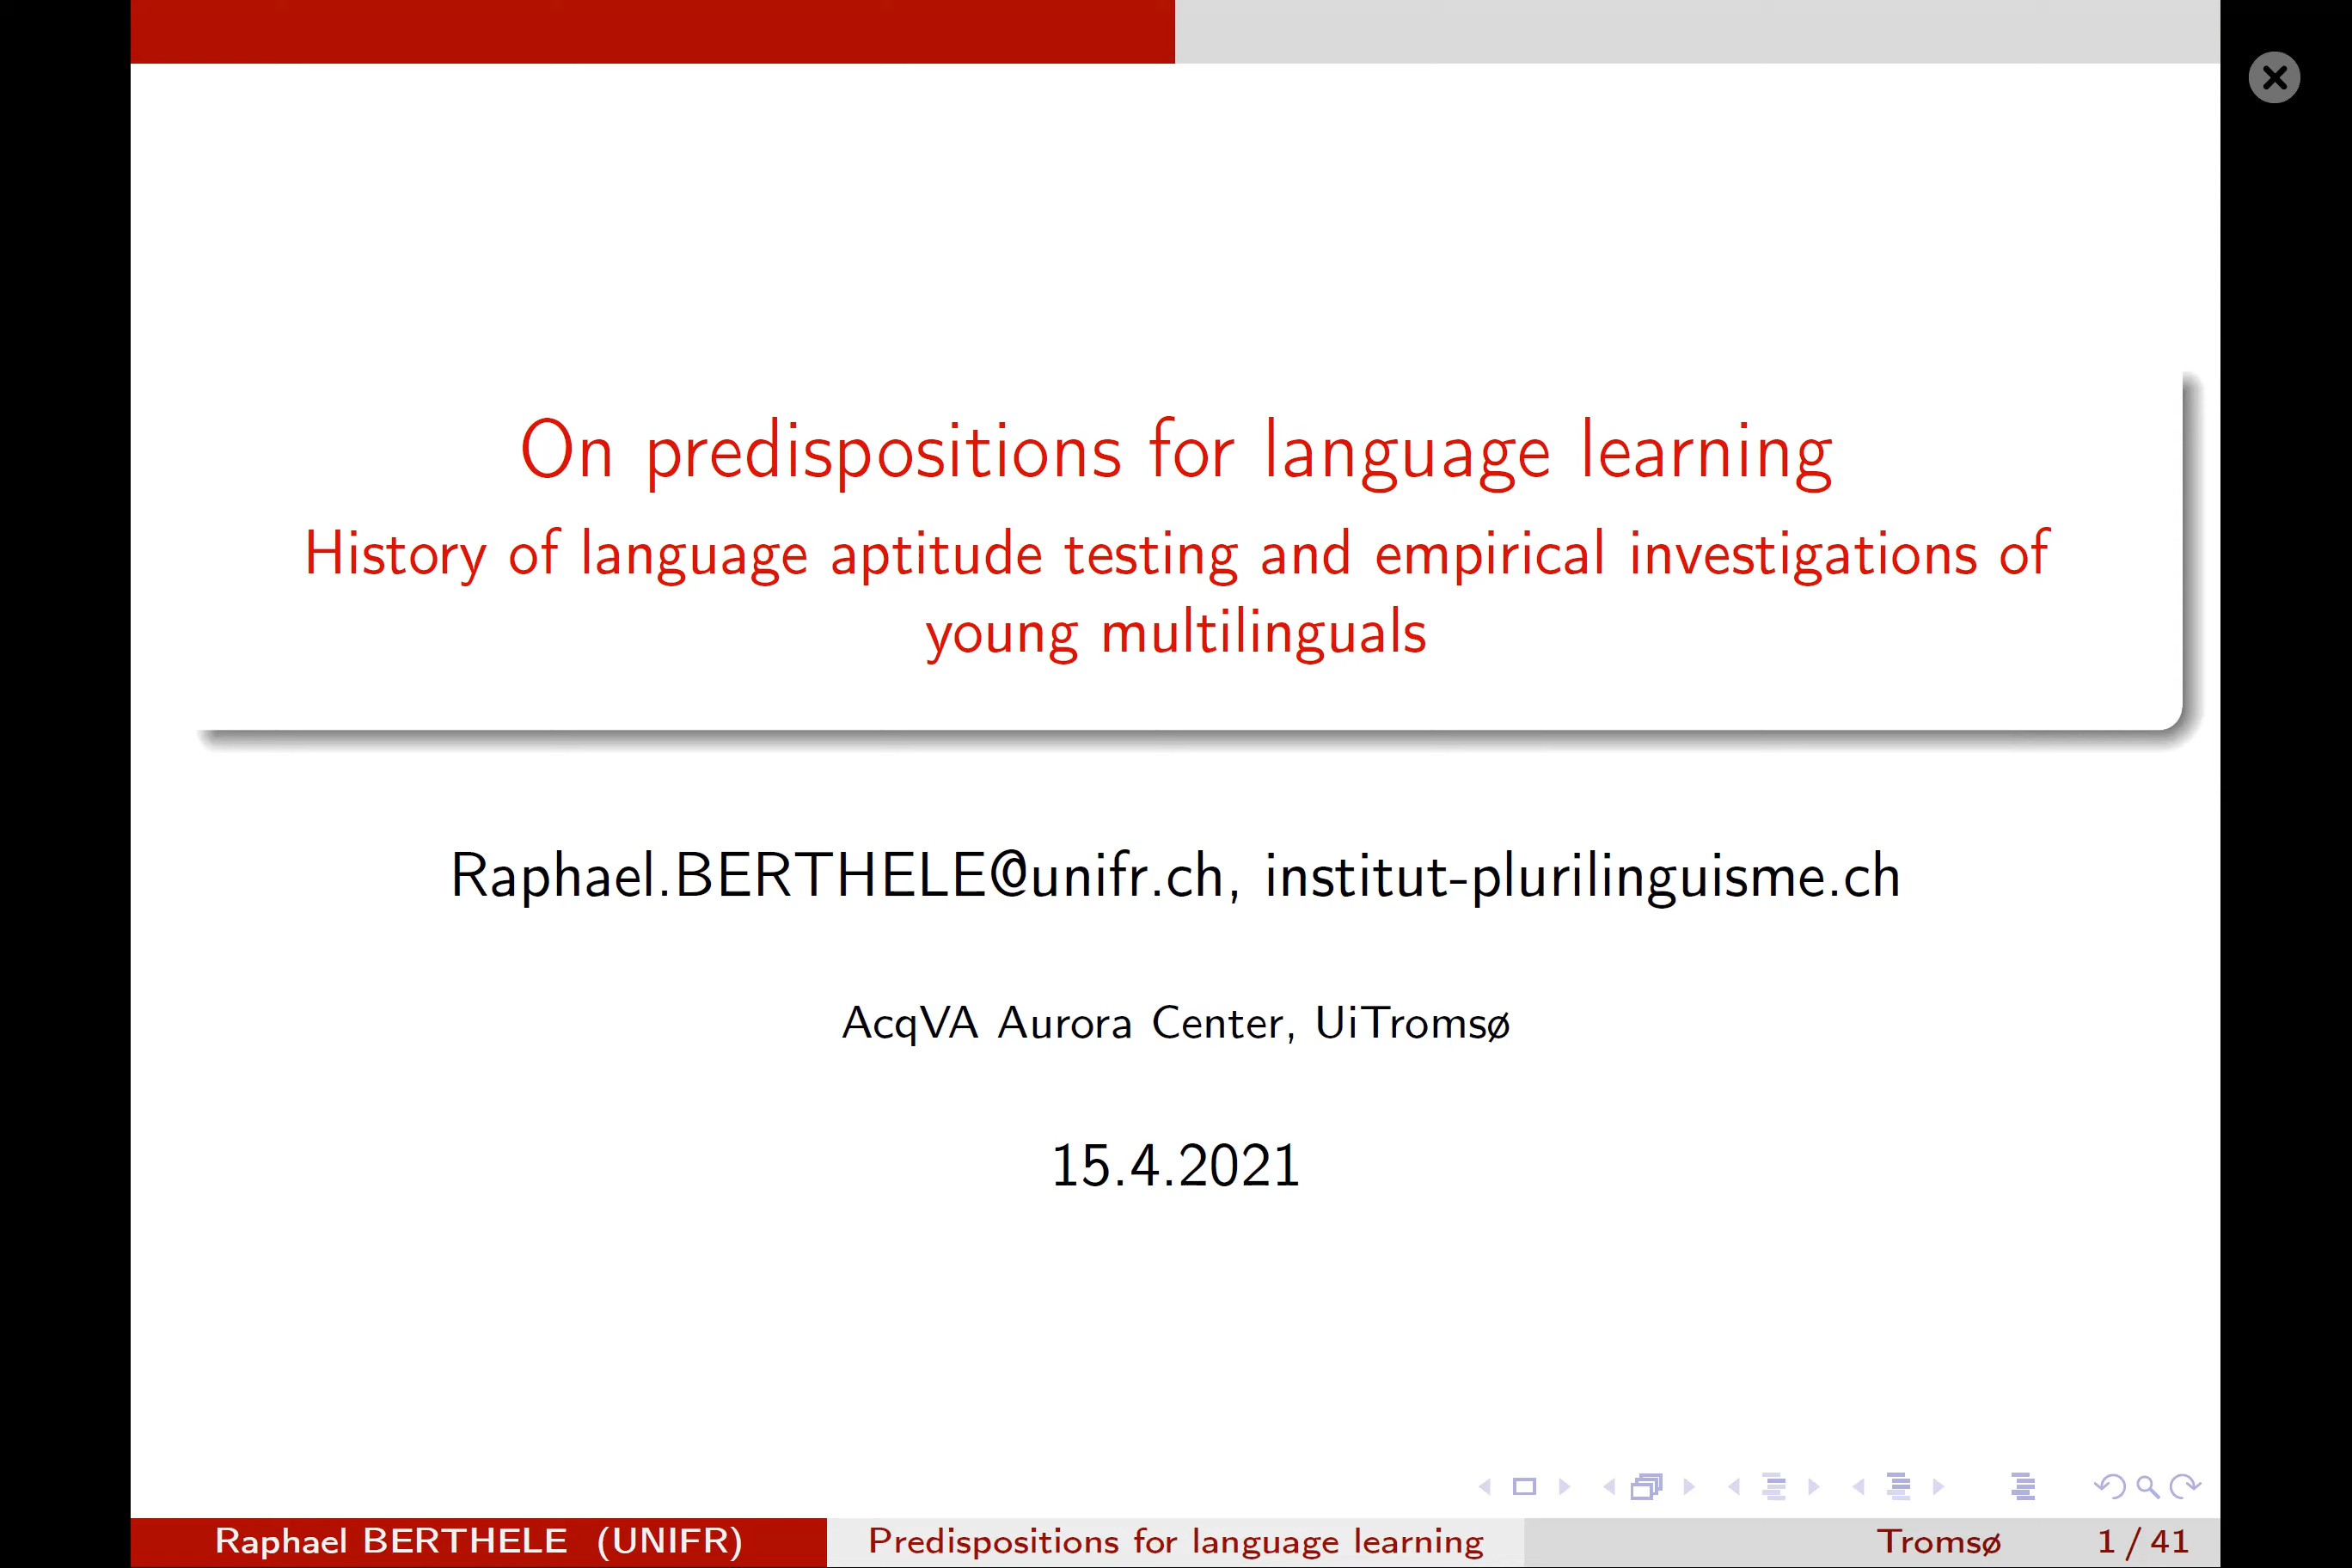 On predispositions for language learning
History of language aptitude testing and empirical investigations of
young multilinguals
Raphael.BERTHELE@unifr.ch, institut-plurilinguisme.ch
AcqVA Aurora Center, UiTromsø
15.4.2021
Raphael BERTHELE (UNIFR) Predispositions for language learning Tromsø 1 / 41